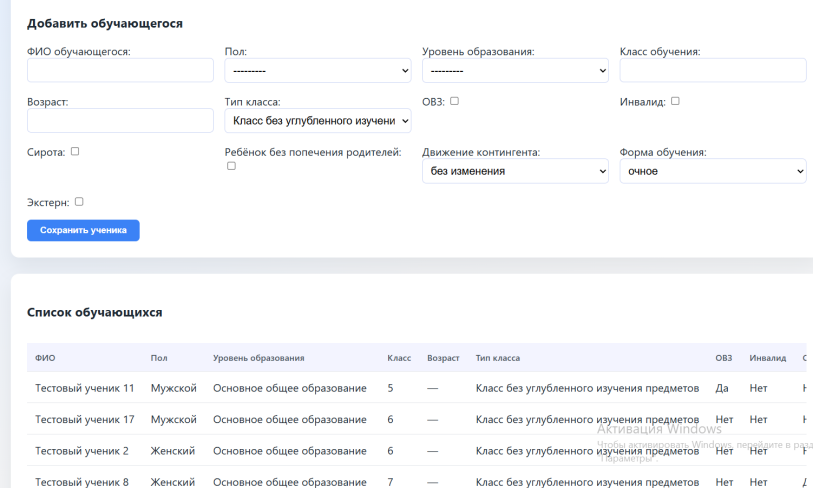 Добавить обучающегося
ФИО обучающегося: Пол: Уровень образования: Класс обучения:
--------- ---------
Возраст: Тип класса: ОВЗ: Инвалид:
Класс без углубленного изучени
Сирота: Ребёнок без попечения родителей: Движение контингента: Форма обучения:
без изменения очное
Экстерн:
Сохранить ученика
Список обучающихся
ФИО Пол Уровень образования Класс Возраст Тип класса ОВЗ Инвалид
Тестовый ученик 11 Мужской Основное общее образование 5 — Класс без углубленного изучения предметов Да Нет
Тестовый ученик 17 Мужской Основное общее образование 6 — Класс без углубленного изучения предметов Нет Нет
Активация Windows
Чтобы активировать Windows, перейдите в разд
Тестовый ученик 2 Женский Основное общее образование 6 — Класс без углубленного изучения предметов Нет Нет
"Параметры".
Тестовый ученик 8 Женский Основное общее образование 7 — Класс без углубленного изучения предметов Нет Нет